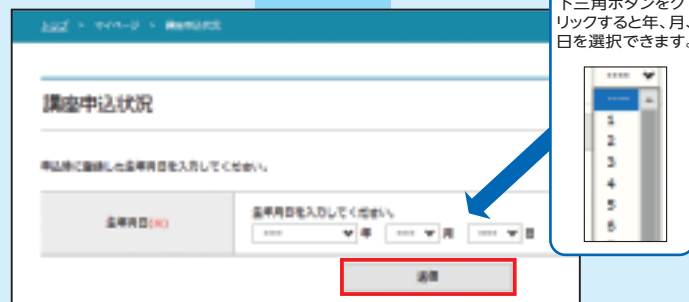 トップ > マイページ > 講座申込状況
下三角ボタンをク
リックすると年、月、
日を選択できます。
講座申込状況
申込時に登録した生年月日を入力してください。
生年月日(※)
生年月日を入力してください。
---- 年 ---- 月 ---- 日
送信
----
----
1
2
3
4
5
6